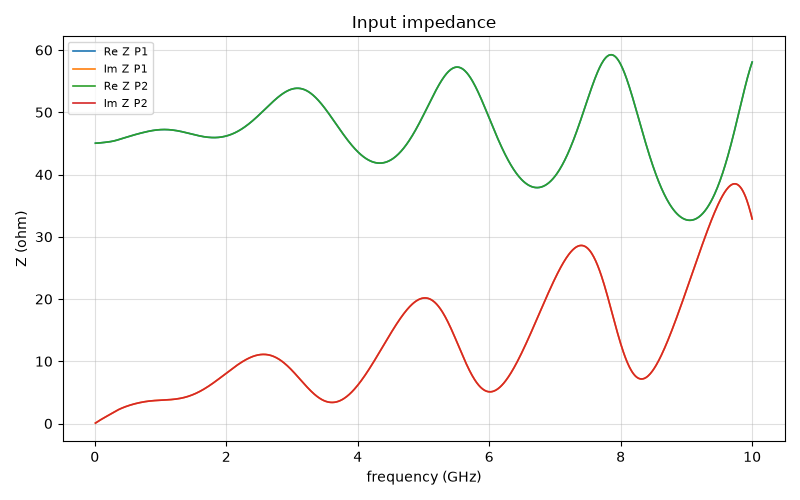 Input impedance
Re Z P1
Im Z P1
Re Z P2
Im Z P2
Z (ohm)
60
50
40
30
20
10
0
0 2 4 6 8 10
frequency (GHz)